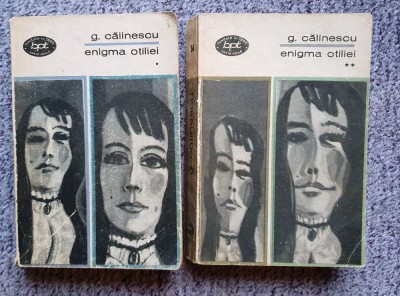 bpt
g. călinescu
enigma otiliei
*
bpt
g. călinescu
enigma otiliei
**